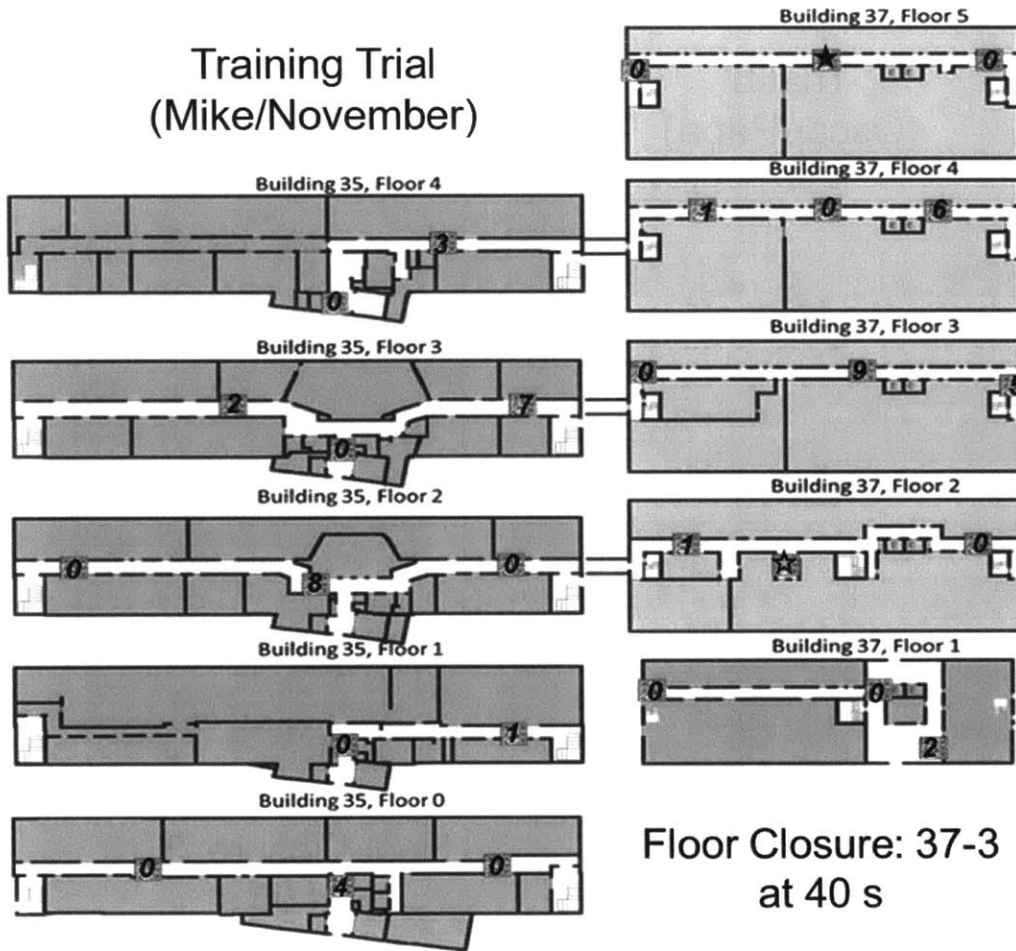 Training Trial
(Mike/November)
Building 35, Floor 4
3
0
Building 35, Floor 3
2
7
0
Building 35, Floor 2
0
0
8
Building 35, Floor 1
1
0
Building 35, Floor 0
0
0
4
Building 37, Floor 5
0
0
Building 37, Floor 4
1
0
6
Building 37, Floor 3
0
9
Building 37, Floor 2
1
0
Building 37, Floor 1
0
0
2
Floor Closure: 37-3
at 40 s